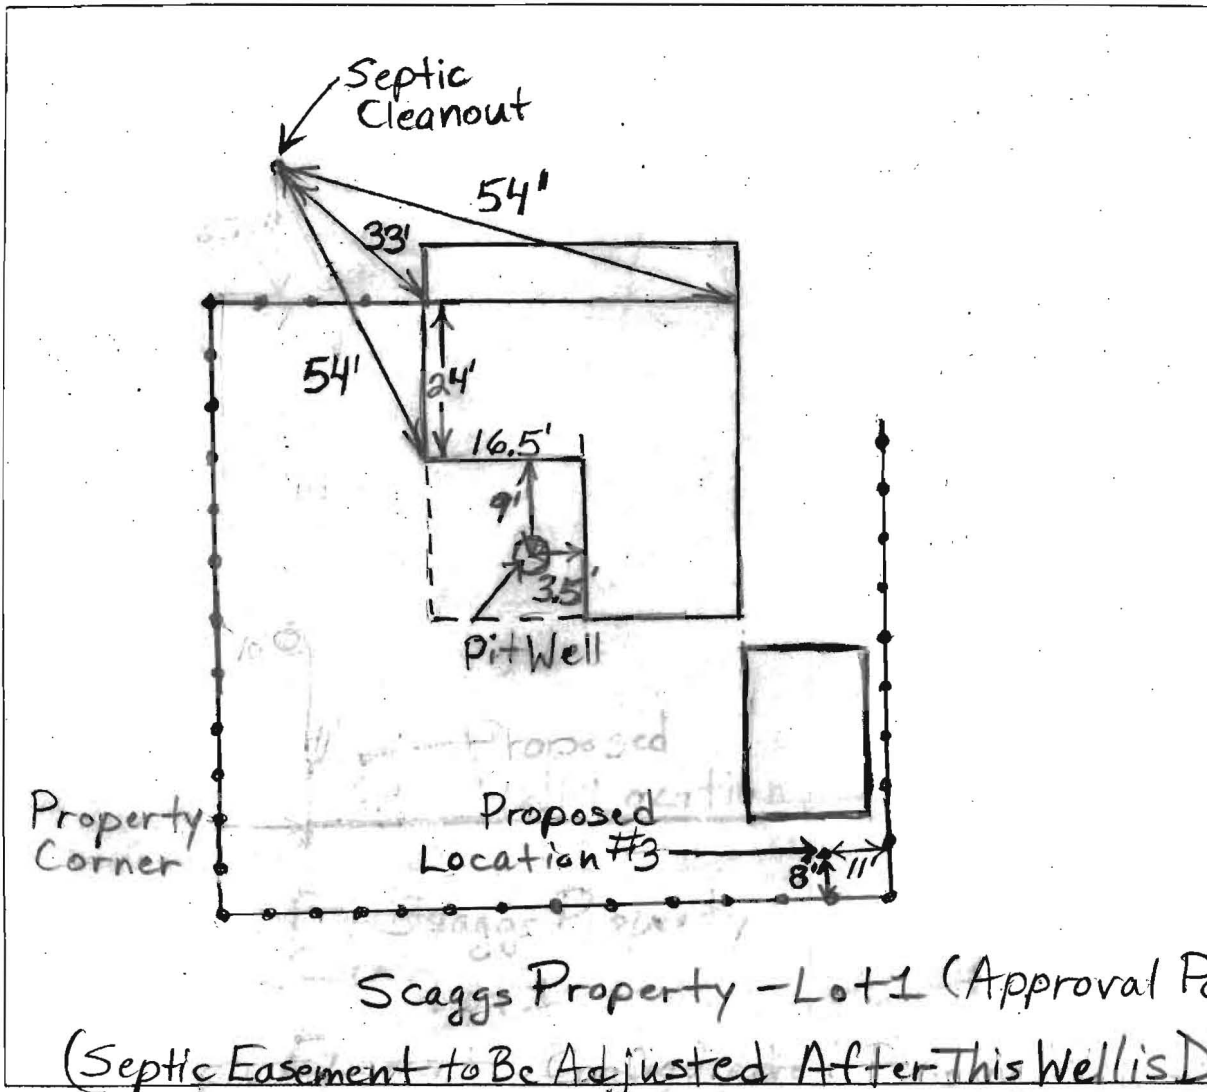 Septic
Cleanout
54'
33'
54'
24'
16.5'
9'
3.5'
Pit Well
Proposed
Property
Corner
Proposed
Location #3
8'
11'
Scaggs Property - Lot 1 (Approval
(Septic Easement to Be Adjusted After This Well is